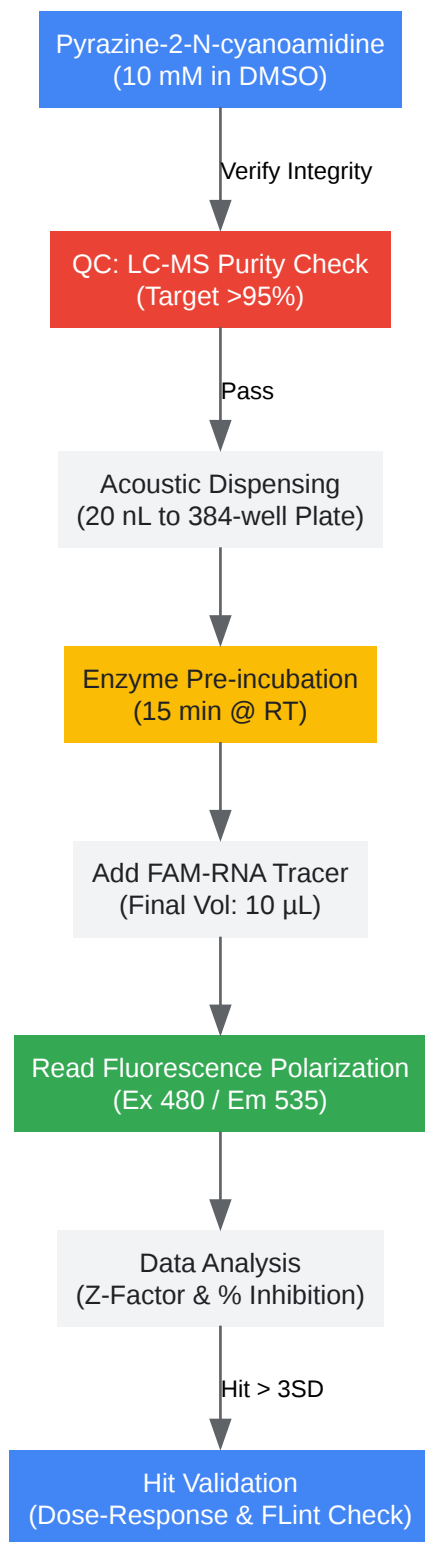 Pyrazine-2-N-cyanoamidine
(10 mM in DMSO)
Verify Integrity
QC: LC-MS Purity Check
(Target >95%)
Pass
Acoustic Dispensing
(20 nL to 384-well Plate)
Enzyme Pre-incubation
(15 min @ RT)
Add FAM-RNA Tracer
(Final Vol: 10 µL)
Read Fluorescence Polarization
(Ex 480 / Em 535)
Data Analysis
(Z-Factor & % Inhibition)
Hit > 3SD
Hit Validation
(Dose-Response & FLint Check)